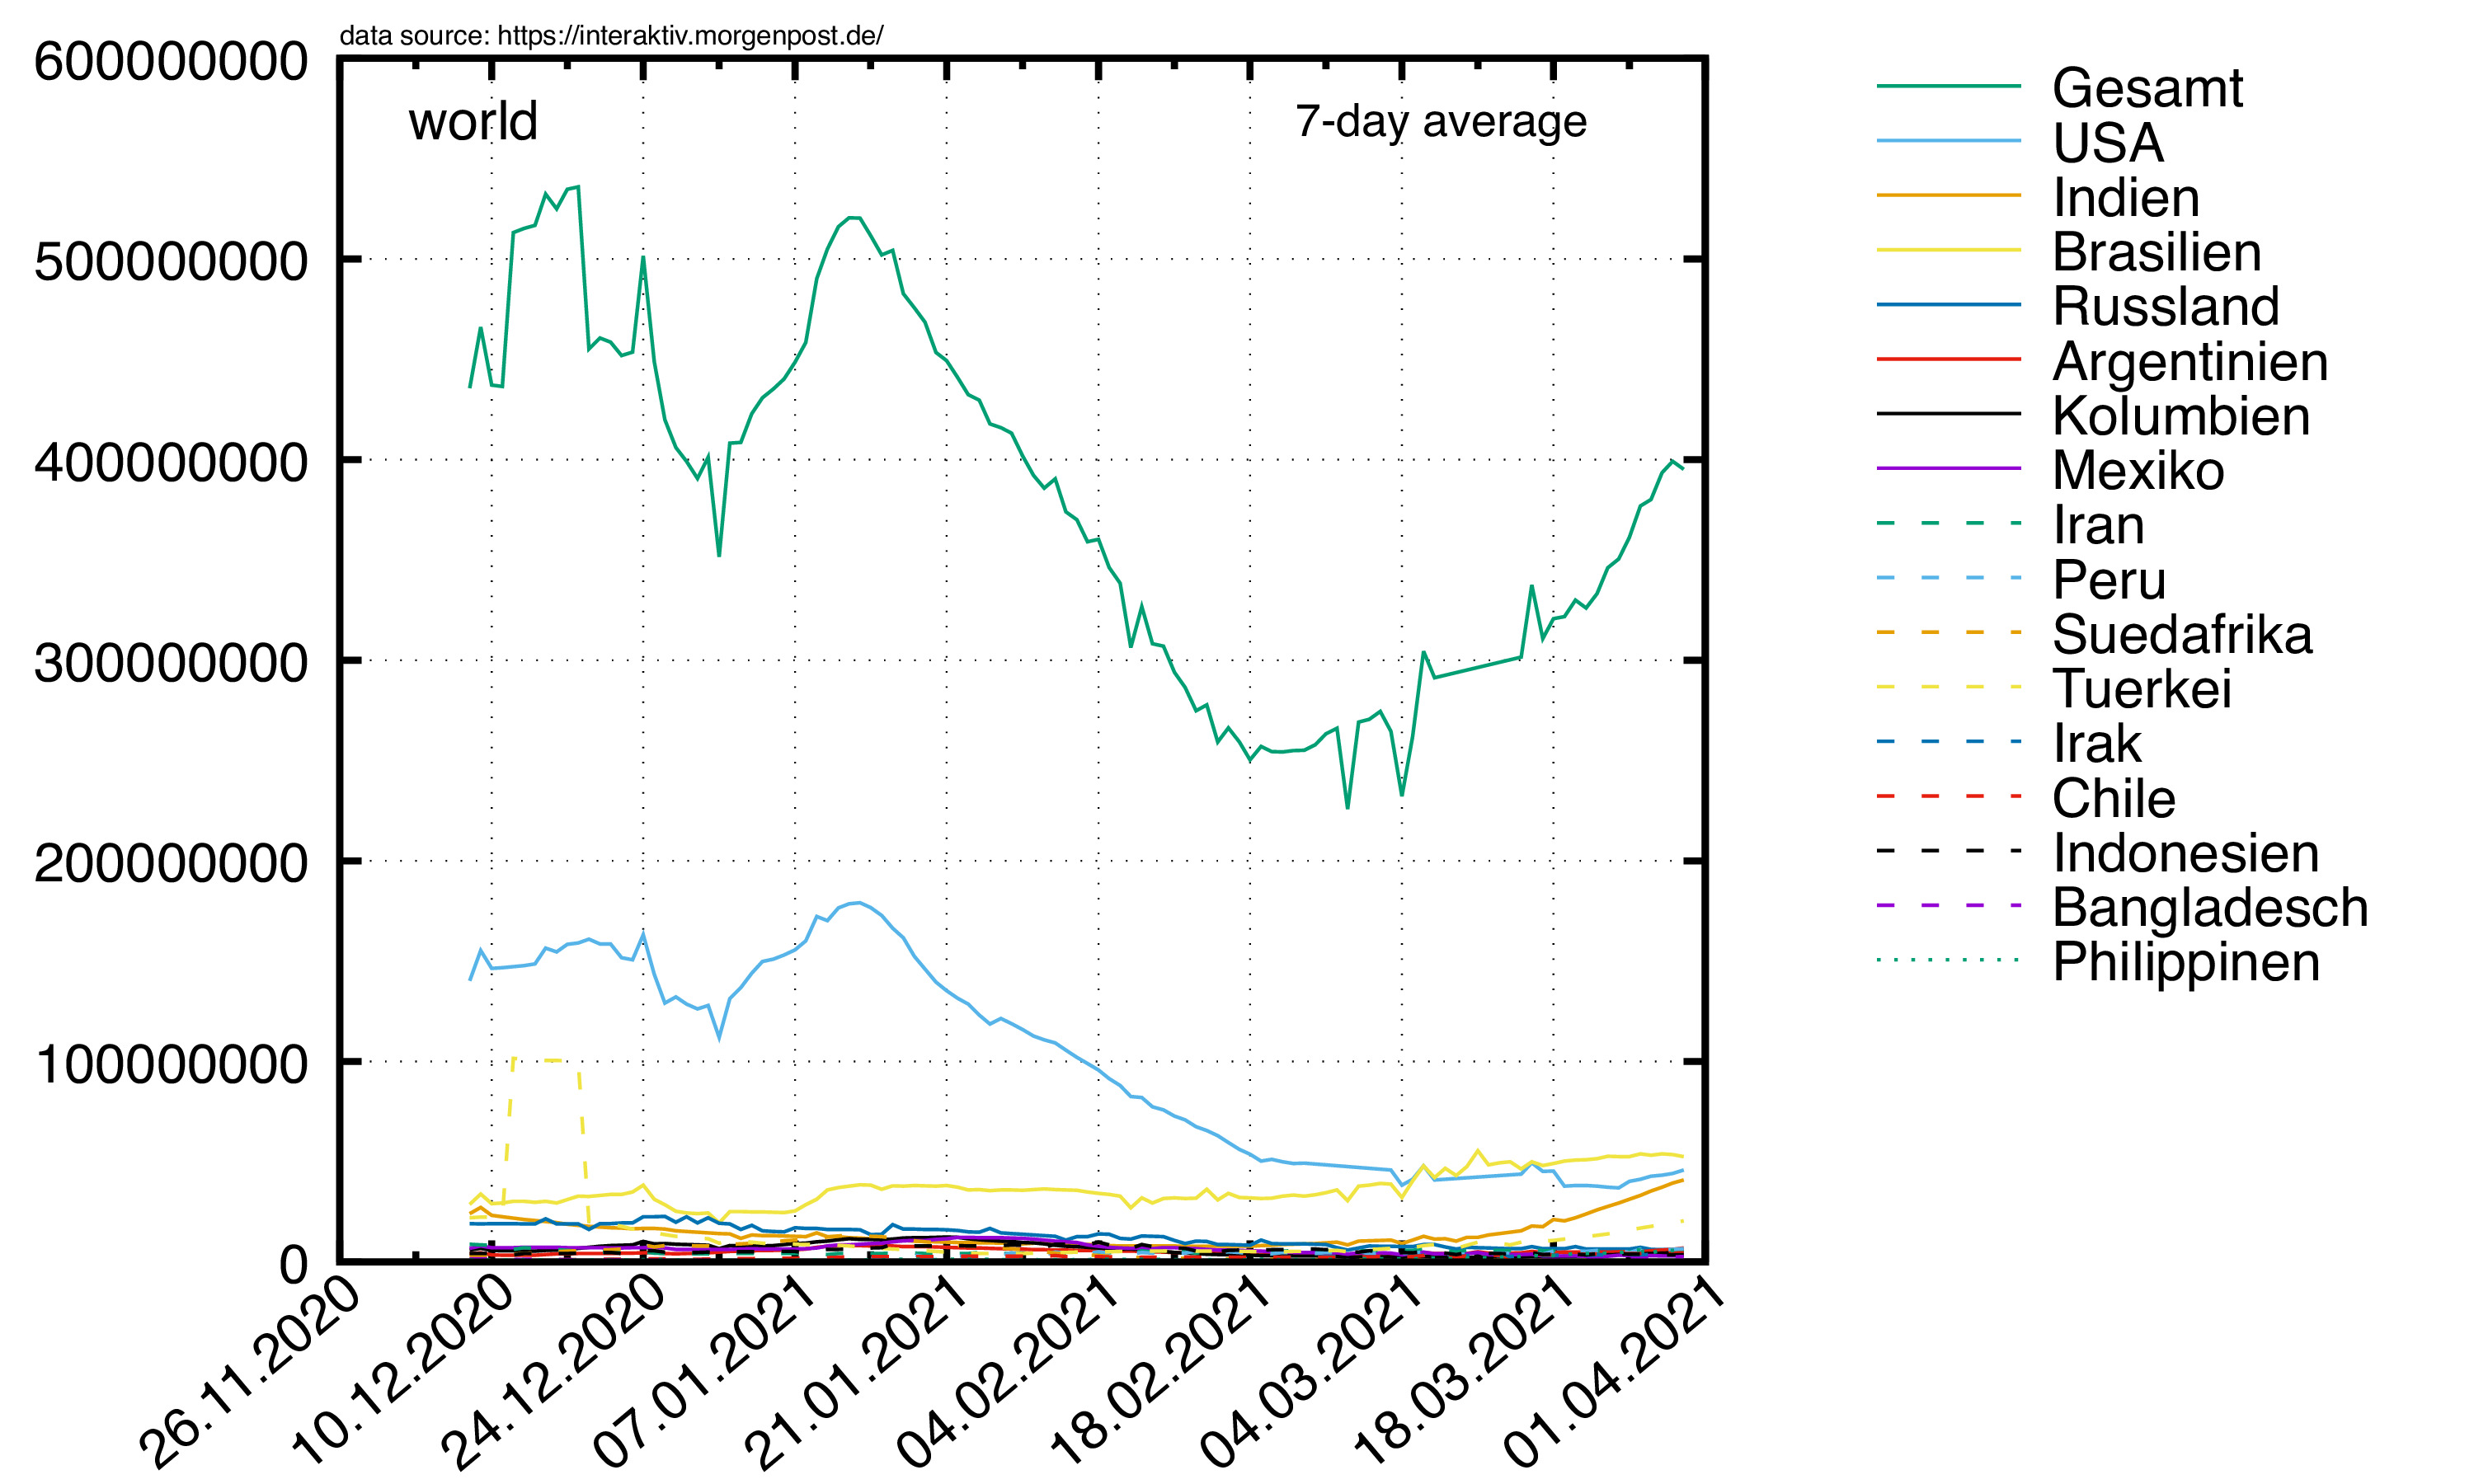 data source: https://interaktiv.morgenpost.de/
world
7-day average
600000000
500000000
400000000
300000000
200000000
100000000
0
26.11.2020
10.12.2020
24.12.2020
07.01.2021
21.01.2021
04.02.2021
18.02.2021
04.03.2021
18.03.2021
01.04.2021
Gesamt
USA
Indien
Brasilien
Russland
Argentinien
Kolumbien
Mexiko
Iran
Peru
Suedafrika
Tuerkei
Irak
Chile
Indonesien
Bangladesch
Philippinen